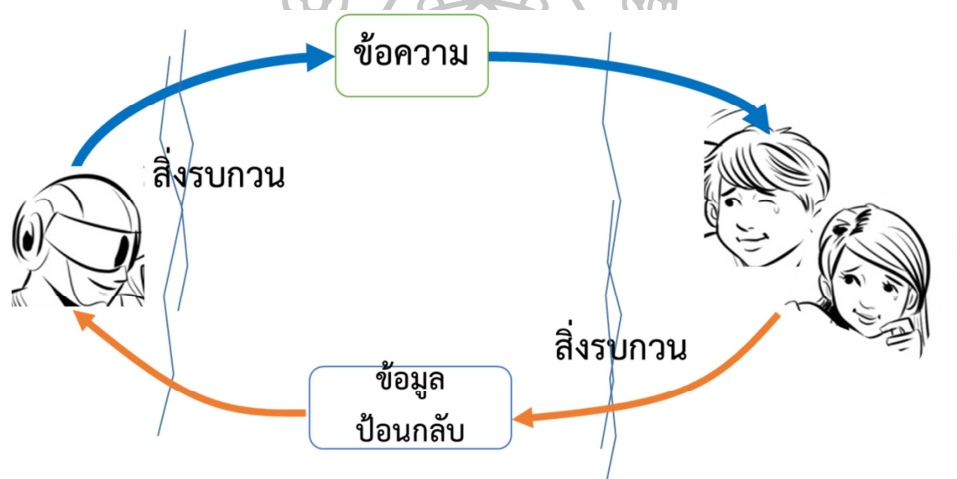 ข้อความ
สิ่งรบกวน
สิ่งรบกวน
ข้อมูล
ป้อนกลับ